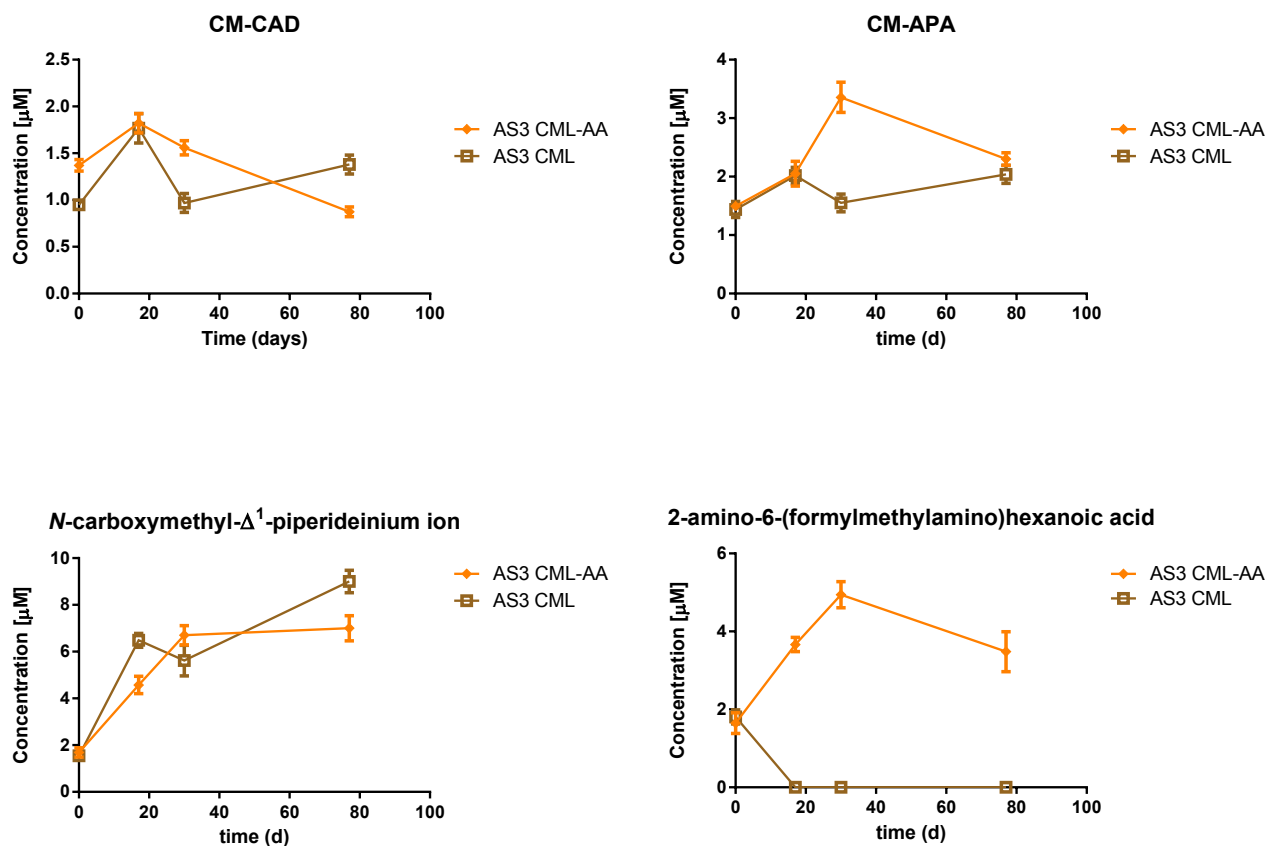 CM-CAD
Concentration [µM]
2.5
2.0
1.5
1.0
0.5
0.0
0 20 40 60 80 100
Time (days)
AS3 CML-AA
AS3 CML
CM-APA
Concentration [µM]
4
3
2
1
0
0 20 40 60 80 100
time (d)
AS3 CML-AA
AS3 CML
N-carboxymethyl-Δ¹-piperideinium ion
Concentration [µM]
10
8
6
4
2
0
0 20 40 60 80 100
time (d)
AS3 CML-AA
AS3 CML
2-amino-6-(formylmethylamino)hexanoic acid
Concentration [µM]
6
4
2
0
0 20 40 60 80 100
time (d)
AS3 CML-AA
AS3 CML